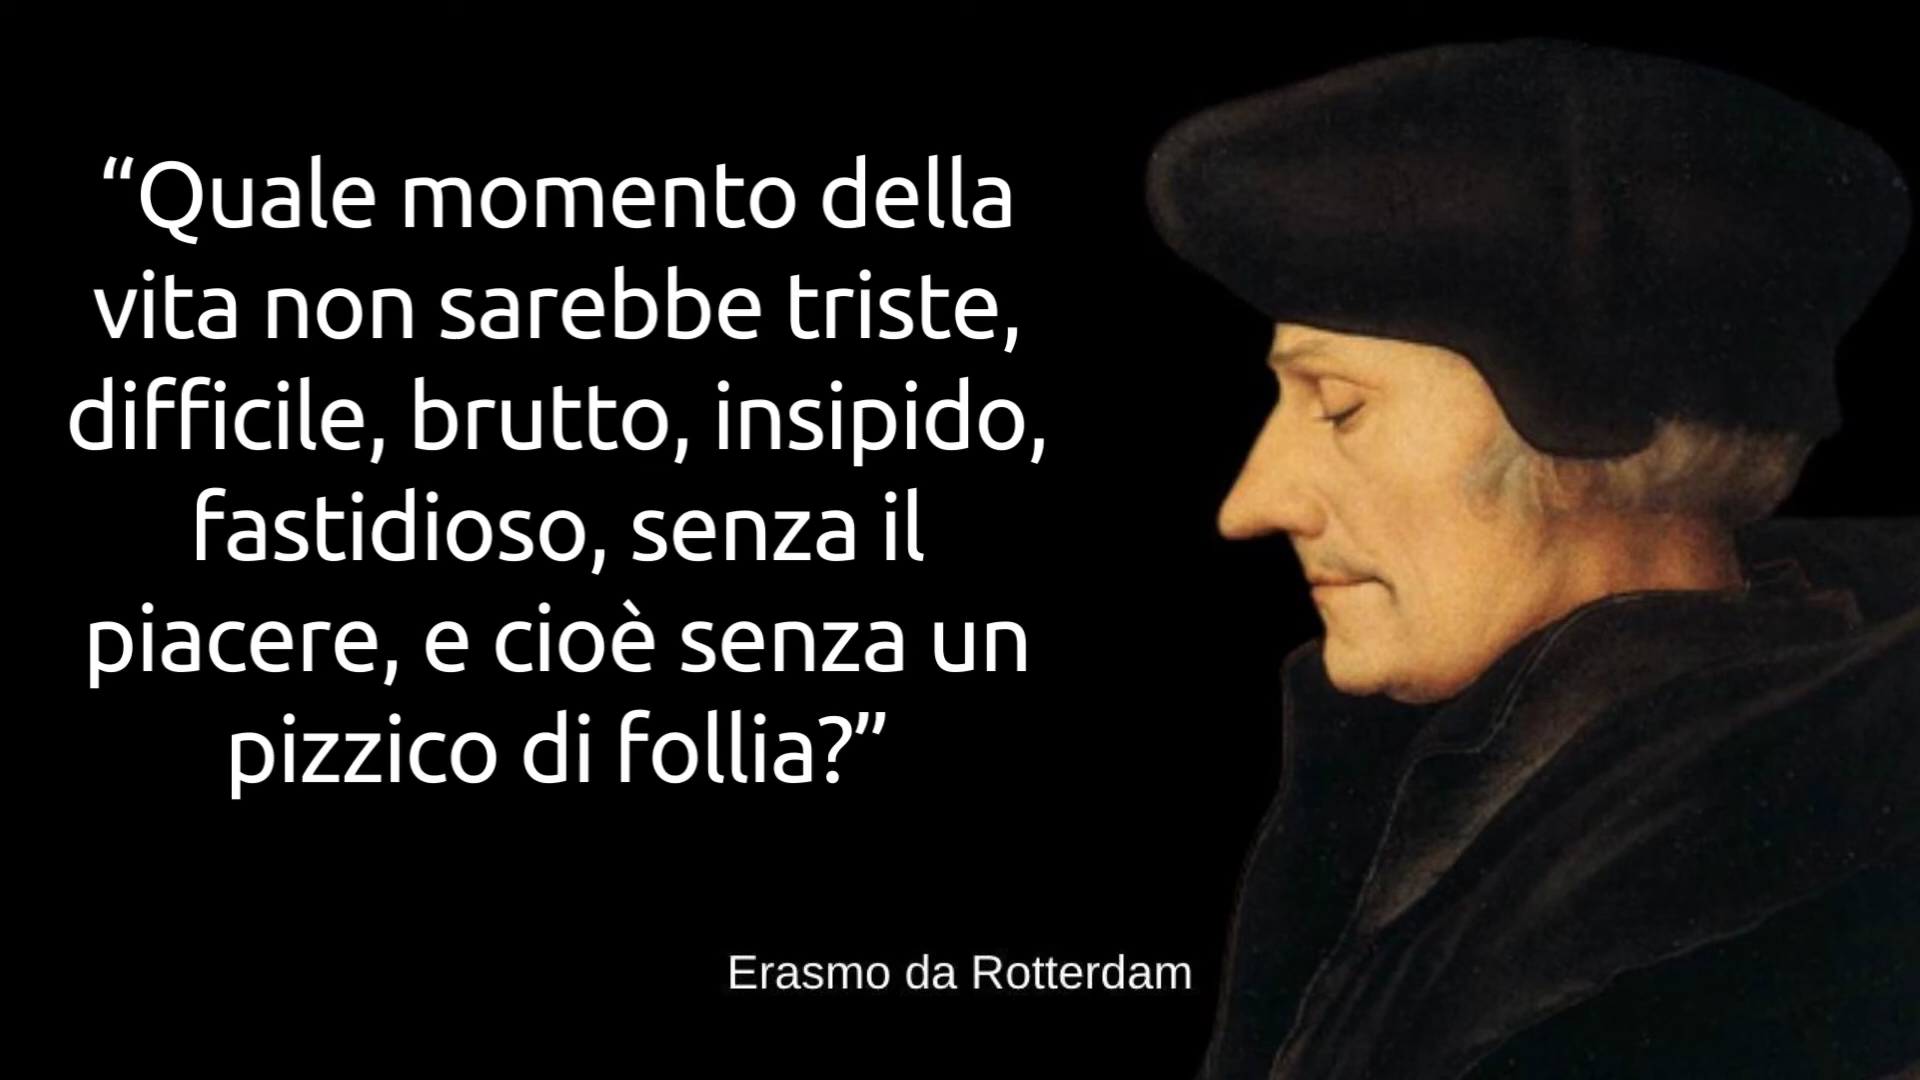 “Quale momento della
vita non sarebbe triste,
difficile, brutto, insipido,
fastidioso, senza il
piacere, e cioè senza un
pizzico di follia?”
Erasmo da Rotterdam